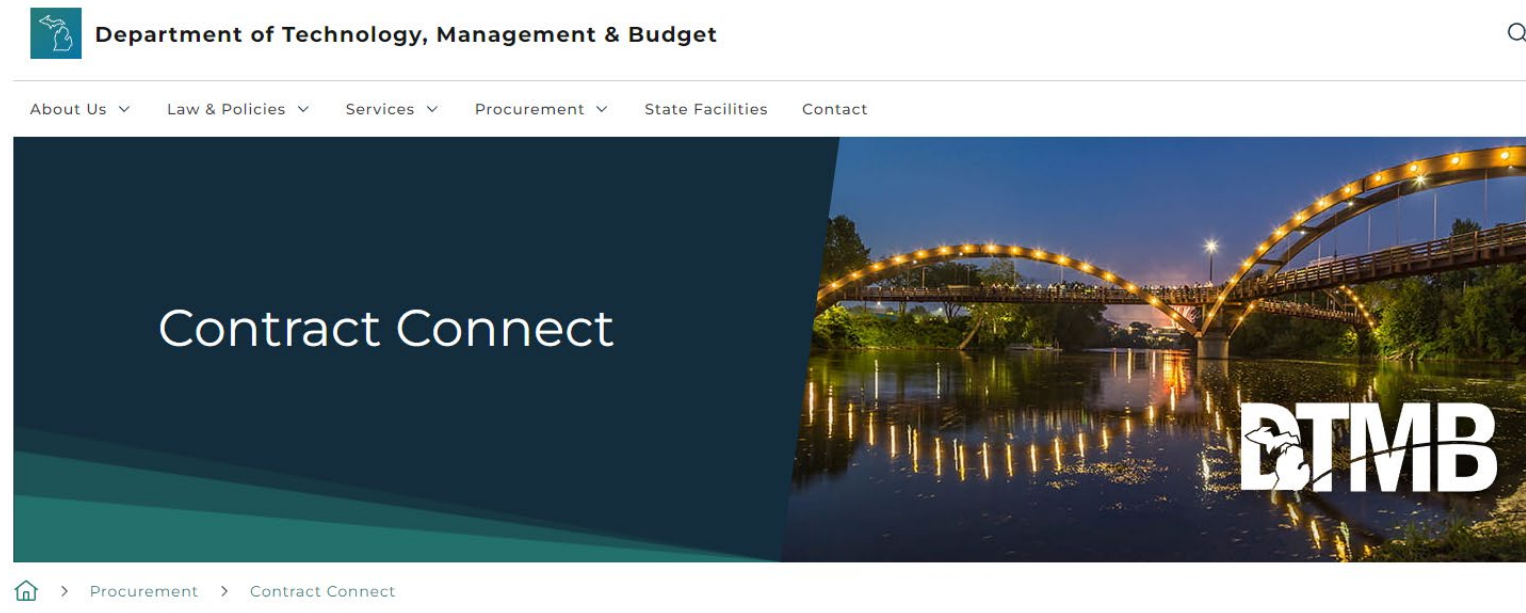 Department of Technology, Management & Budget
About Us Law & Policies Services Procurement State Facilities Contact
Contract Connect
DTMB
Procurement > Contract Connect